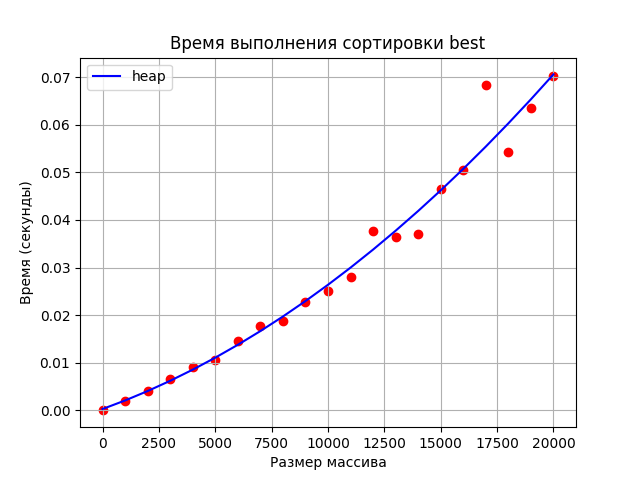 Время выполнения сортировки best
heap
0.07
0.06
0.05
0.04
0.03
0.02
0.01
0.00
Время (секунды)
0 2500 5000 7500 10000 12500 15000 17500 20000
Размер массива